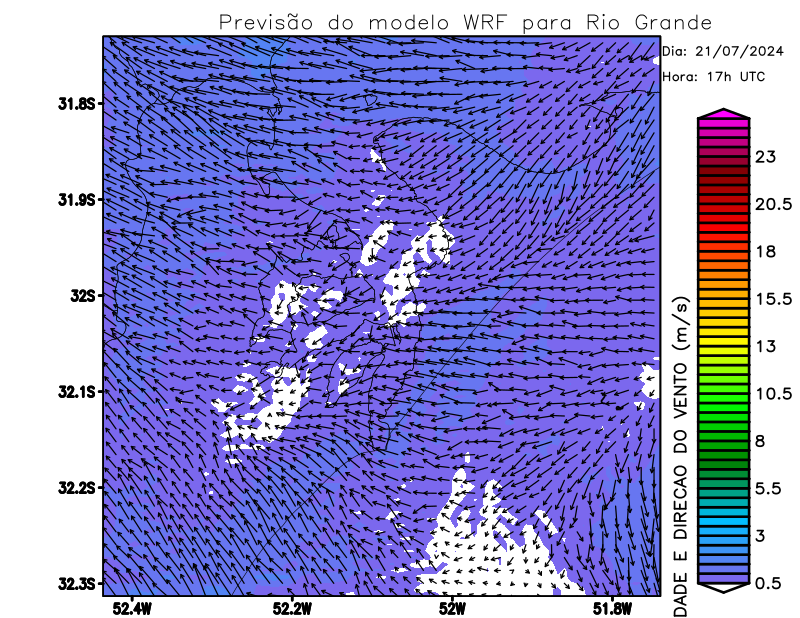 Previsão do modelo WRF para Rio Grande
Dia: 21/07/2024
Hora: 17h UTC
31.8S
31.9S
32S
32.1S
32.2S
32.3S
52.4W
52.2W
52W
51.8W
23
20.5
18
15.5
13
10.5
8
5.5
3
0.5
DADE E DIRECAO DO VENTO (m/s)